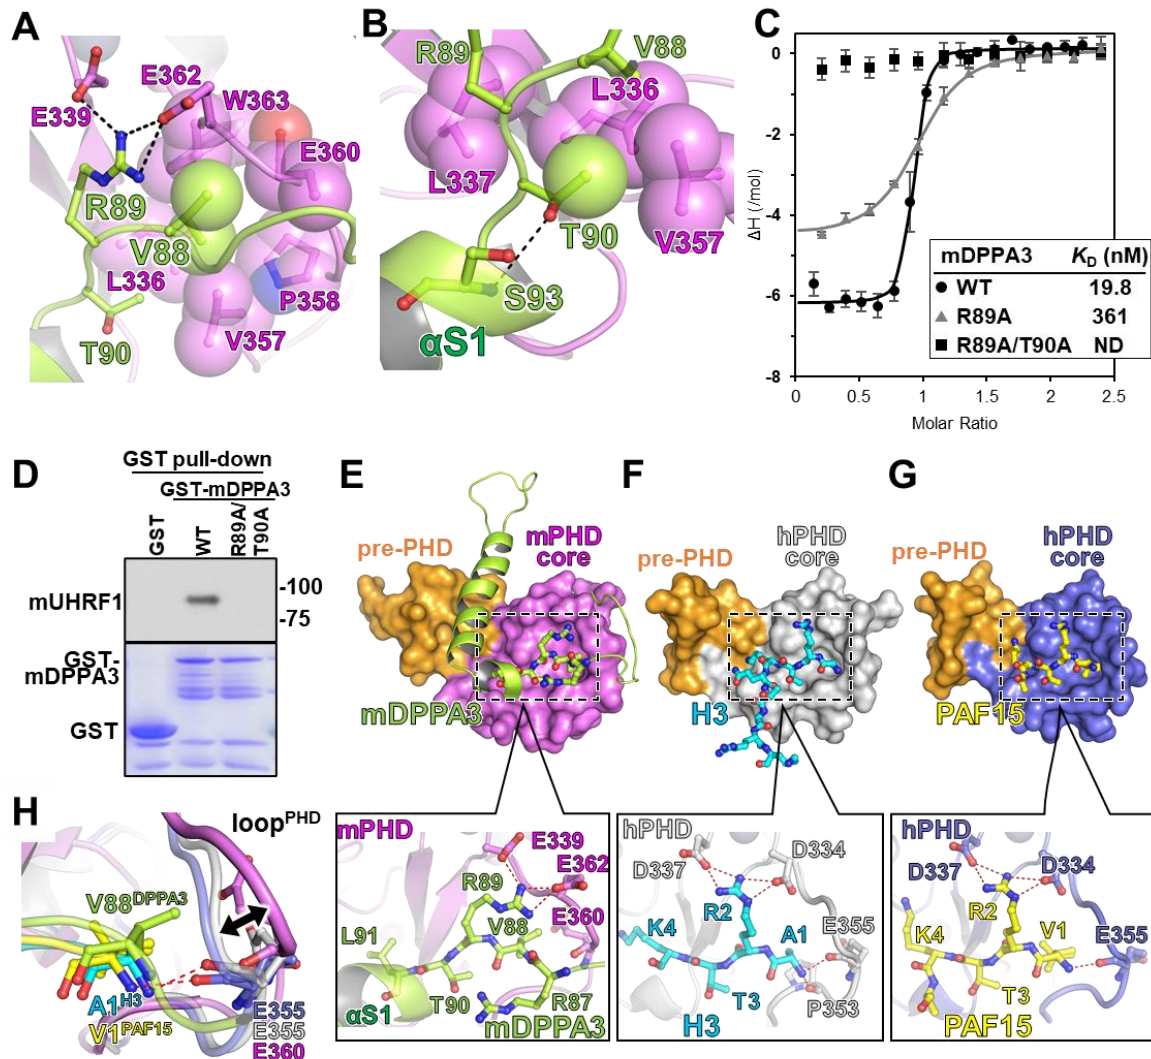 A
E362
W363
E339
E360
R89
V88
L336
P358
T90
V357
B
R89
V88
L336
L337
T90
V357
S93
αS1
C
0
-2
-4
-6
-8
ΔH (/mol)
0 0.5 1 1.5 2 2.5
Molar Ratio
mDPPA3 KD (nM)
WT 19.8
R89A 361
R89A/T90A ND
D
GST pull-down
GST-mDPPA3
GST
WT
R89A/
T90A
mUHRF1
-100
-75
GST-
mDPPA3
GST
E
pre-PHD
mPHD
core
mDPPA3
mPHD
E339
E362
R89
V88
E360
L91
T90
R87
αS1
mDPPA3
F
pre-PHD
hPHD
core
H3
hPHD
D334
D337
R2
K4
A1
E355
T3
P353
H3
G
pre-PHD
hPHD
core
PAF15
hPHD
D337
D334
R2
K4
V1
E355
T3
PAF15
H
loopPHD
V88DPPA3
A1H3
V1PAF15
E355
E355
E360